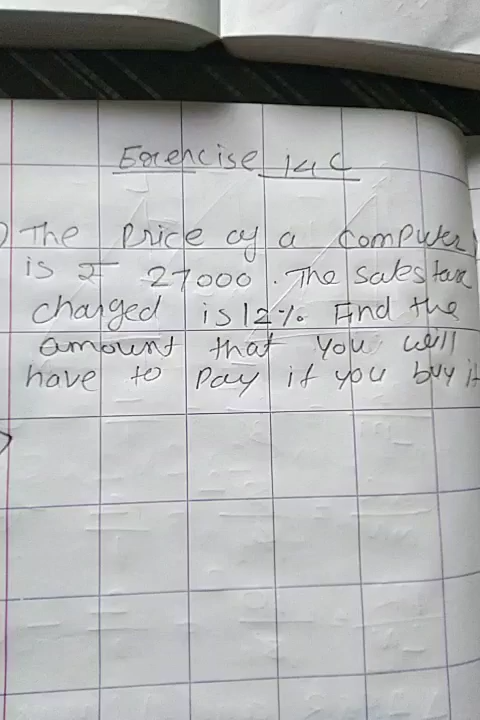 Exercise 14 C
) The Price of a Computer
is ₹ 27000. The sales tax
charged is 12%. Find the
amount that you will
have to pay if you buy it